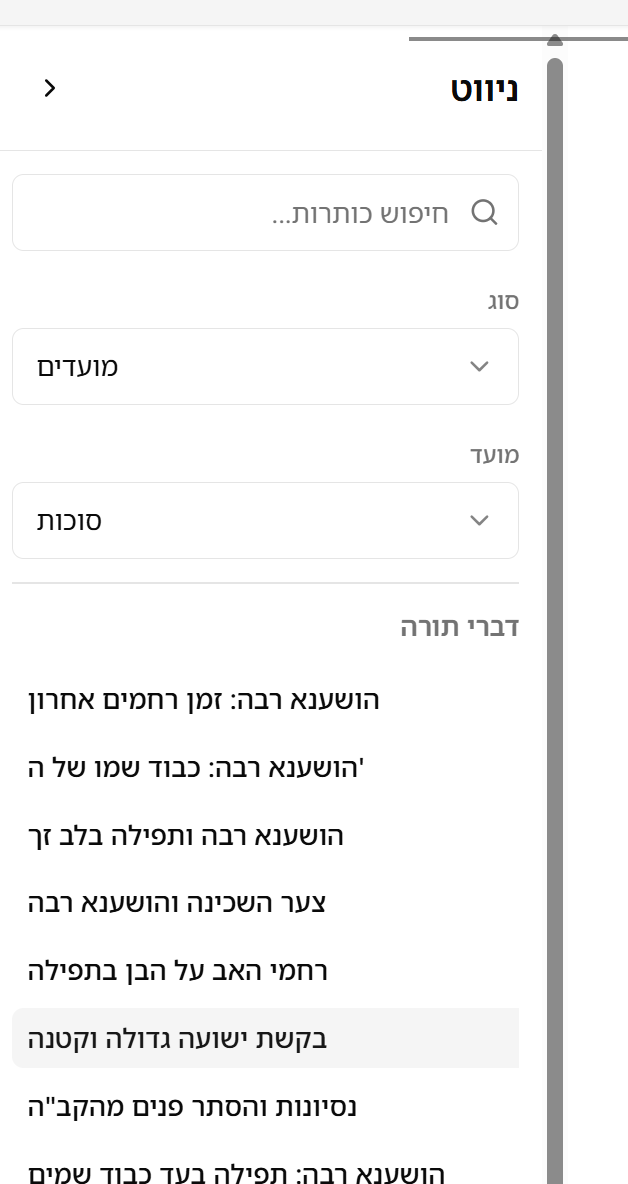 ניווט
חיפוש כותרות...
סוג
מועדים
מועד
סוכות
דברי תורה
הושענא רבה: זמן רחמים אחרון
הושענא רבה: כבוד שמו של ה'
הושענא רבה ותפילה בלב זך
צער השכינה והושענא רבה
רחמי האב על הבן בתפילה
בקשת ישועה גדולה וקטנה
נסיונות והסתר פנים מהקב"ה
הושענא רבה: תפילה בעד כבוד שמים